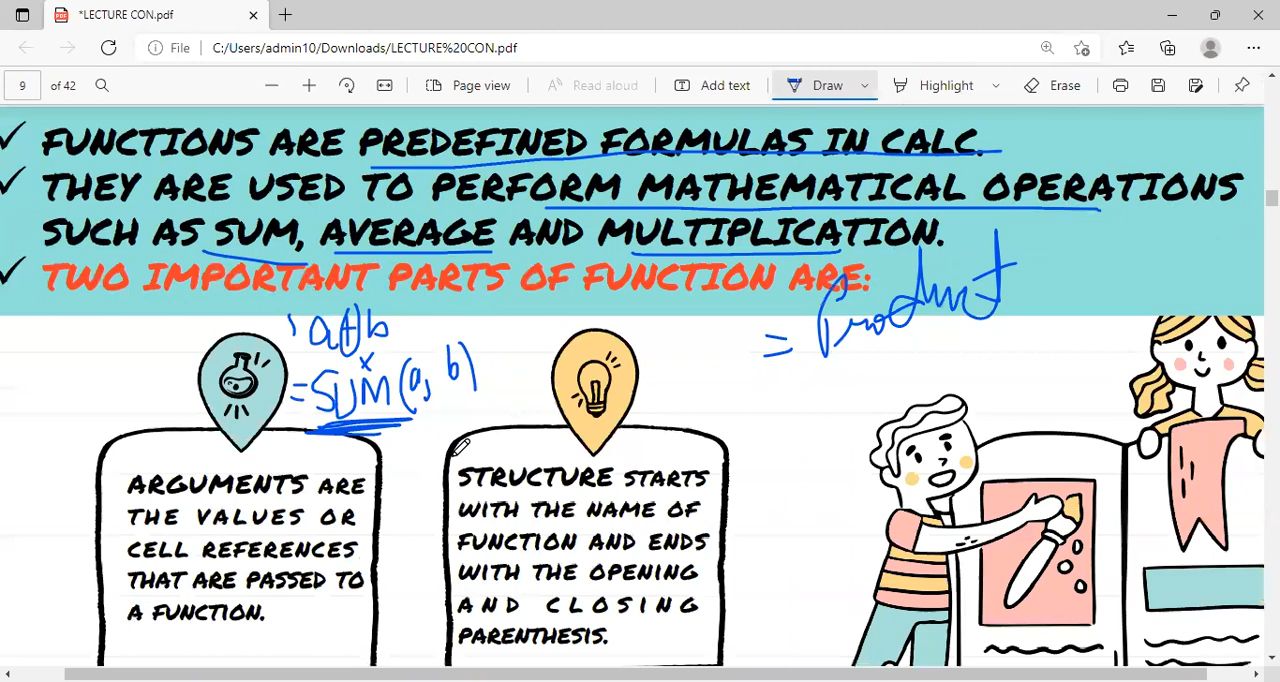 *LECTURE CON.pdf
File C:/Users/admin10/Downloads/LECTURE%20CON.pdf
9 of 42 Page view Read aloud Add text Draw Highlight Erase
FUNCTIONS ARE PREDEFINED FORMULAS IN CALC.
THEY ARE USED TO PERFORM MATHEMATICAL OPERATIONS
SUCH AS SUM, AVERAGE AND MULTIPLICATION.
TWO IMPORTANT PARTS OF FUNCTION ARE:
= Product
a+b
x
=SUM(a, b)
ARGUMENTS ARE
THE VALUES OR
CELL REFERENCES
THAT ARE PASSED TO
A FUNCTION.
STRUCTURE STARTS
WITH THE NAME OF
FUNCTION AND ENDS
WITH THE OPENING
AND CLOSING
PARENTHESIS.